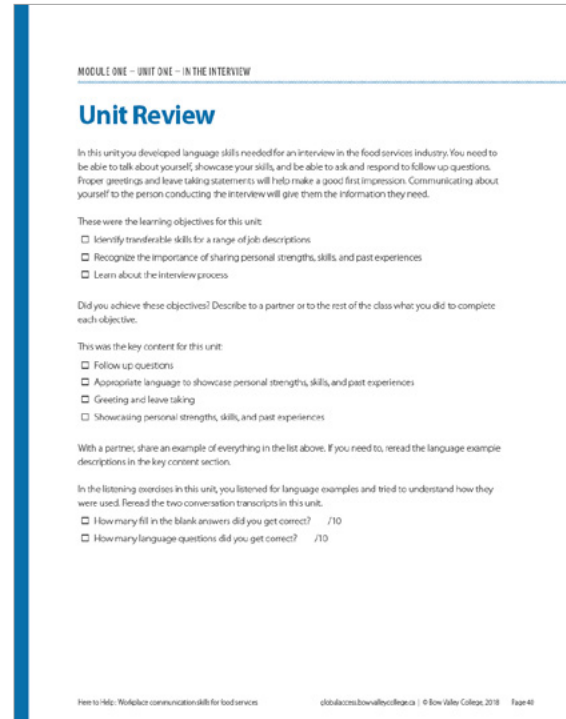 MODULE ONE – UNIT ONE – IN THE INTERVIEW
Unit Review
In this unit you developed language skills needed for an interview in the food services industry. You need to
be able to talk about yourself, showcase your skills, and be able to ask and respond to follow up questions.
Proper greetings and leave taking statements will help make a good first impression. Communicating about
yourself to the person conducting the interview will give them the information they need.
These were the learning objectives for this unit:
☐ Identify transferable skills for a range of job descriptions
☐ Recognize the importance of sharing personal strengths, skills, and past experiences
☐ Learn about the interview process
Did you achieve these objectives? Describe to a partner or to the rest of the class what you did to complete
each objective.
This was the key content for this unit:
☐ Follow up questions
☐ Appropriate language to showcase personal strengths, skills, and past experiences
☐ Greeting and leave taking
☐ Showcasing personal strengths, skills, and past experiences
With a partner, share an example of everything in the list above. If you need to, reread the language example
descriptions in the key content section.
In the listening exercises in this unit, you listened for language examples and tried to understand how they
were used. Reread the two conversation transcripts in this unit.
☐ How many fill in the blank answers did you get correct? /10
☐ How many language questions did you get correct? /10
Here to Help: Workplace communication skills for food services globalaccess.bowvalleycollege.ca | © Bow Valley College, 2018 Page 40